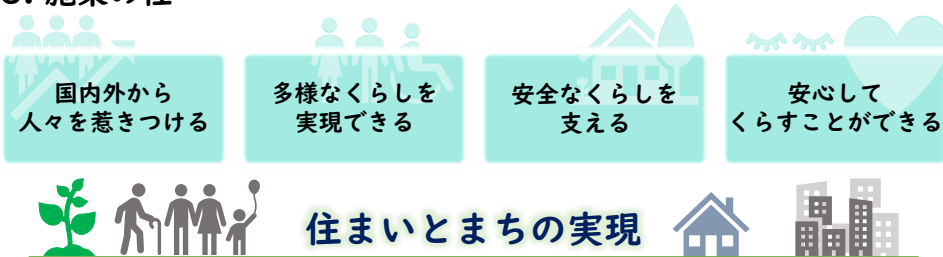 国内外から
人々を惹きつける
多様なくらしを
実現できる
安全なくらしを
支える
安心して
くらすことができる
住まいとまちの実現